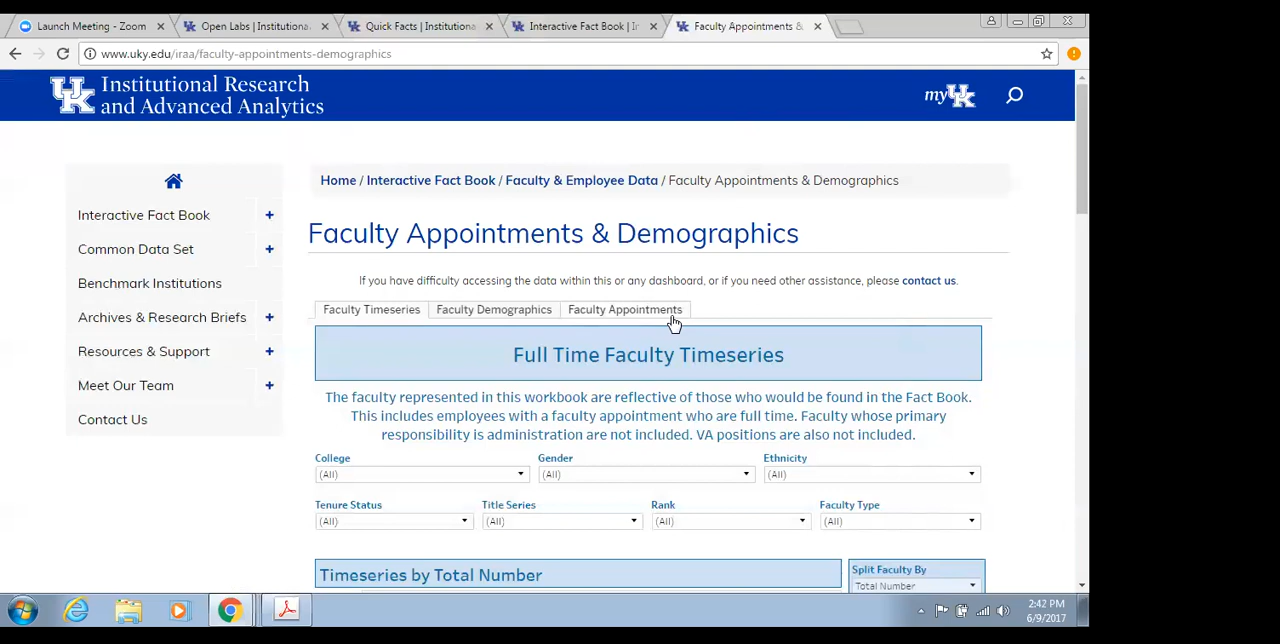 Launch Meeting - Zoom
Open Labs | Institutiona
Quick Facts | Institutiona
Interactive Fact Book | Ir
Faculty Appointments &
www.uky.edu/iraa/faculty-appointments-demographics
UK Institutional Research
and Advanced Analytics
myUK
Home / Interactive Fact Book / Faculty & Employee Data / Faculty Appointments & Demographics
Interactive Fact Book +
Common Data Set +
Benchmark Institutions
Archives & Research Briefs +
Resources & Support +
Meet Our Team +
Contact Us
Faculty Appointments & Demographics
If you have difficulty accessing the data within this or any dashboard, or if you need other assistance, please contact us.
Faculty Timeseries
Faculty Demographics
Faculty Appointments
Full Time Faculty Timeseries
The faculty represented in this workbook are reflective of those who would be found in the Fact Book.
This includes employees with a faculty appointment who are full time. Faculty whose primary
responsibility is administration are not included. VA positions are also not included.
College
Gender
Ethnicity
(All)
(All)
(All)
Tenure Status
Title Series
Rank
Faculty Type
(All)
(All)
(All)
(All)
Timeseries by Total Number
Split Faculty By
Total Number
2:42 PM
6/9/2017